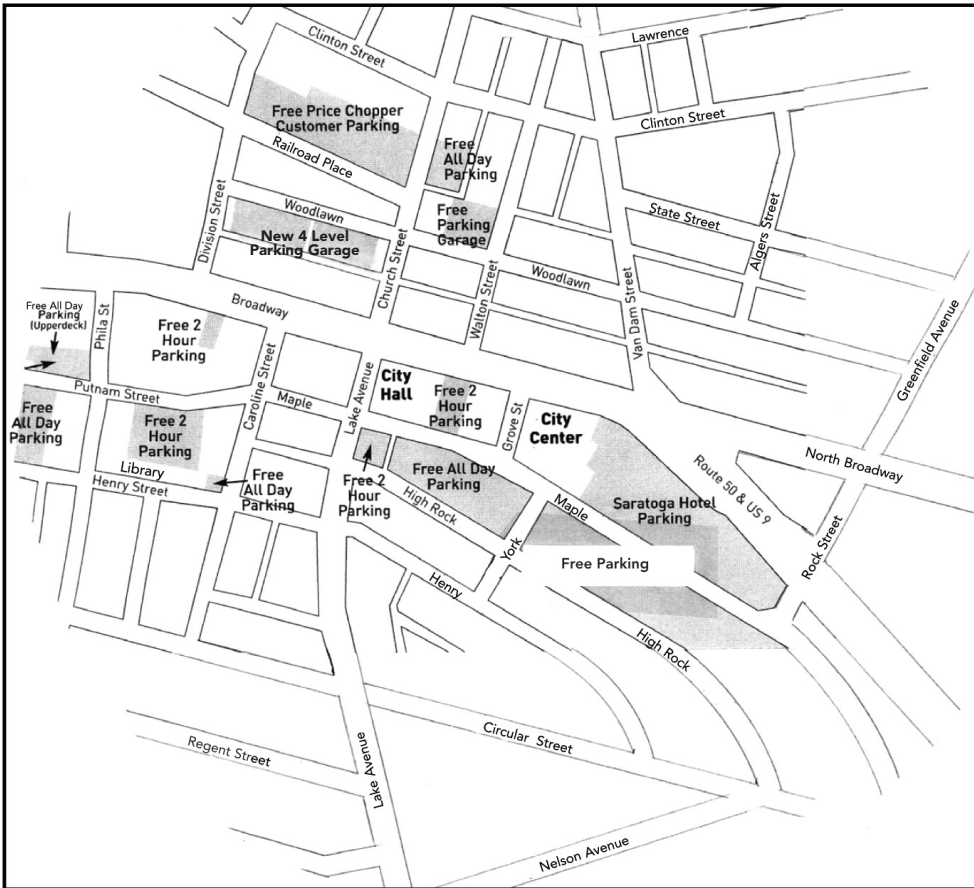 Lawrence
Clinton Street
Clinton Street
Free Price Chopper
Customer Parking
Railroad Place
Free
All Day
Parking
Woodlawn
Free
Parking
Garage
State Street
Algers Street
Division Street
New 4 Level
Parking Garage
Church Street
Walton Street
Woodlawn
Van Dam Street
Greenfield Avenue
Broadway
Free All Day
Parking
(Upperdeck)
Phila St
Free 2
Hour
Parking
Caroline Street
Putnam Street
Maple
Lake Avenue
City
Hall
Free 2
Hour
Parking
Grove St
City
Center
Free
All Day
Parking
Free 2
Hour
Parking
Library
Henry Street
Free
All Day
Parking
Free 2
Hour
Parking
Free All Day
Parking
High Rock
North Broadway
Route 50 & US 9
Saratoga Hotel
Parking
Maple
York
Free Parking
Rock Street
Henry
High Rock
Circular Street
Regent Street
Lake Avenue
Nelson Avenue